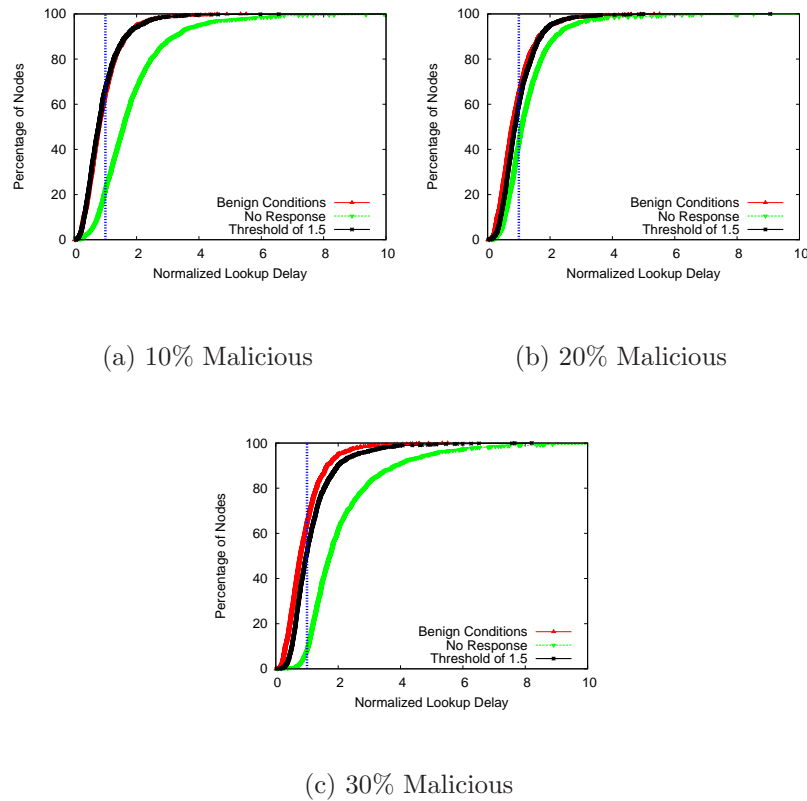 Percentage of Nodes
100
80
60
40
20
0
Benign Conditions
No Response
Threshold of 1.5
0 2 4 6 8 10
Normalized Lookup Delay
(a) 10% Malicious
Percentage of Nodes
100
80
60
40
20
0
Benign Conditions
No Response
Threshold of 1.5
0 2 4 6 8 10
Normalized Lookup Delay
(b) 20% Malicious
Percentage of Nodes
100
80
60
40
20
0
Benign Conditions
No Response
Threshold of 1.5
0 2 4 6 8 10
Normalized Lookup Delay
(c) 30% Malicious